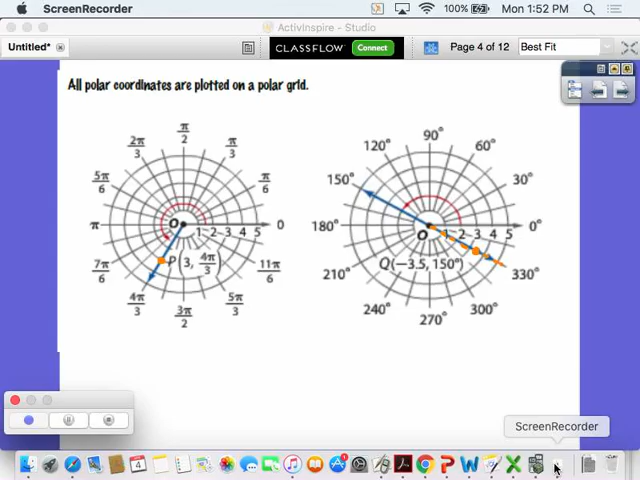 ScreenRecorder 100% Mon 1:52 PM
ActivInspire - Studio
Untitled* CLASSFLOW Connect Page 4 of 12 Best Fit
All polar coordinates are plotted on a polar grid.
π/2
2π/3 π/3
5π/6 π/6
π O 1 2 3 4 5 0
P(3, 4π/3)
7π/6 11π/6
4π/3 5π/3
3π/2
90°
120° 60°
150° 30°
180° O 1 2 3 4 5 0°
Q(−3.5, 150°)
210° 330°
240° 300°
270°
ScreenRecorder
4